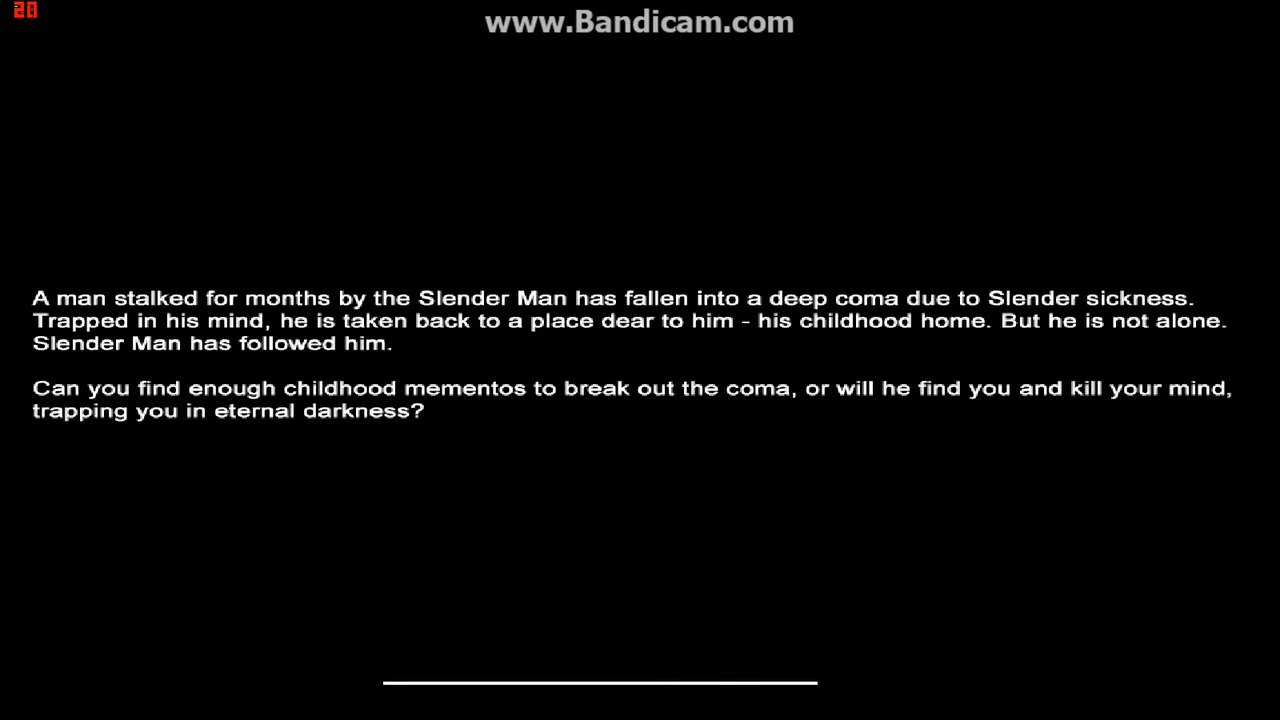 20
www.Bandicam.com
A man stalked for months by the Slender Man has fallen into a deep coma due to Slender sickness.
Trapped in his mind, he is taken back to a place dear to him - his childhood home. But he is not alone.
Slender Man has followed him.
Can you find enough childhood mementos to break out the coma, or will he find you and kill your mind,
trapping you in eternal darkness?